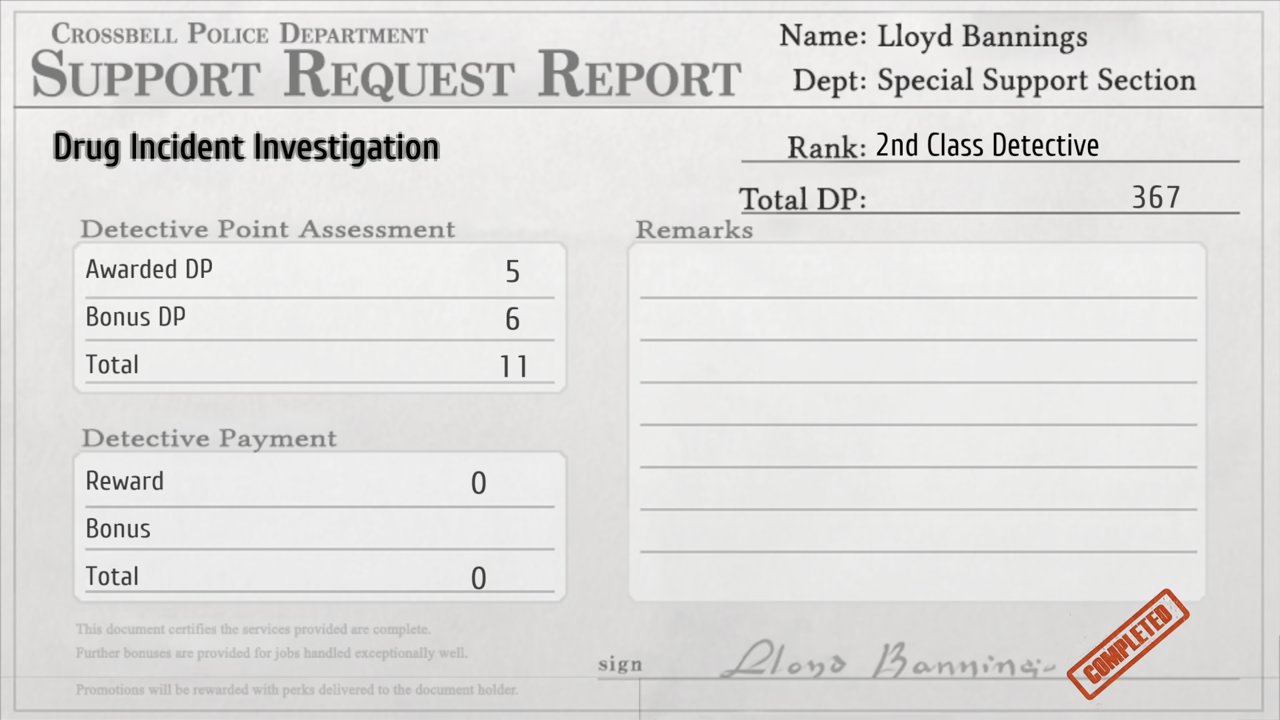 CROSSBELL POLICE DEPARTMENT
SUPPORT REQUEST REPORT
Name: Lloyd Bannings
Dept: Special Support Section
Drug Incident Investigation
Rank: 2nd Class Detective
Total DP: 367
Detective Point Assessment
Awarded DP 5
Bonus DP 6
Total 11
Remarks
Detective Payment
Reward 0
Bonus
Total 0
This document certifies the services provided are complete.
Further bonuses are provided for jobs handled exceptionally well.
Promotions will be rewarded with perks delivered to the document holder.
sign Lloyd Bannings
COMPLETED